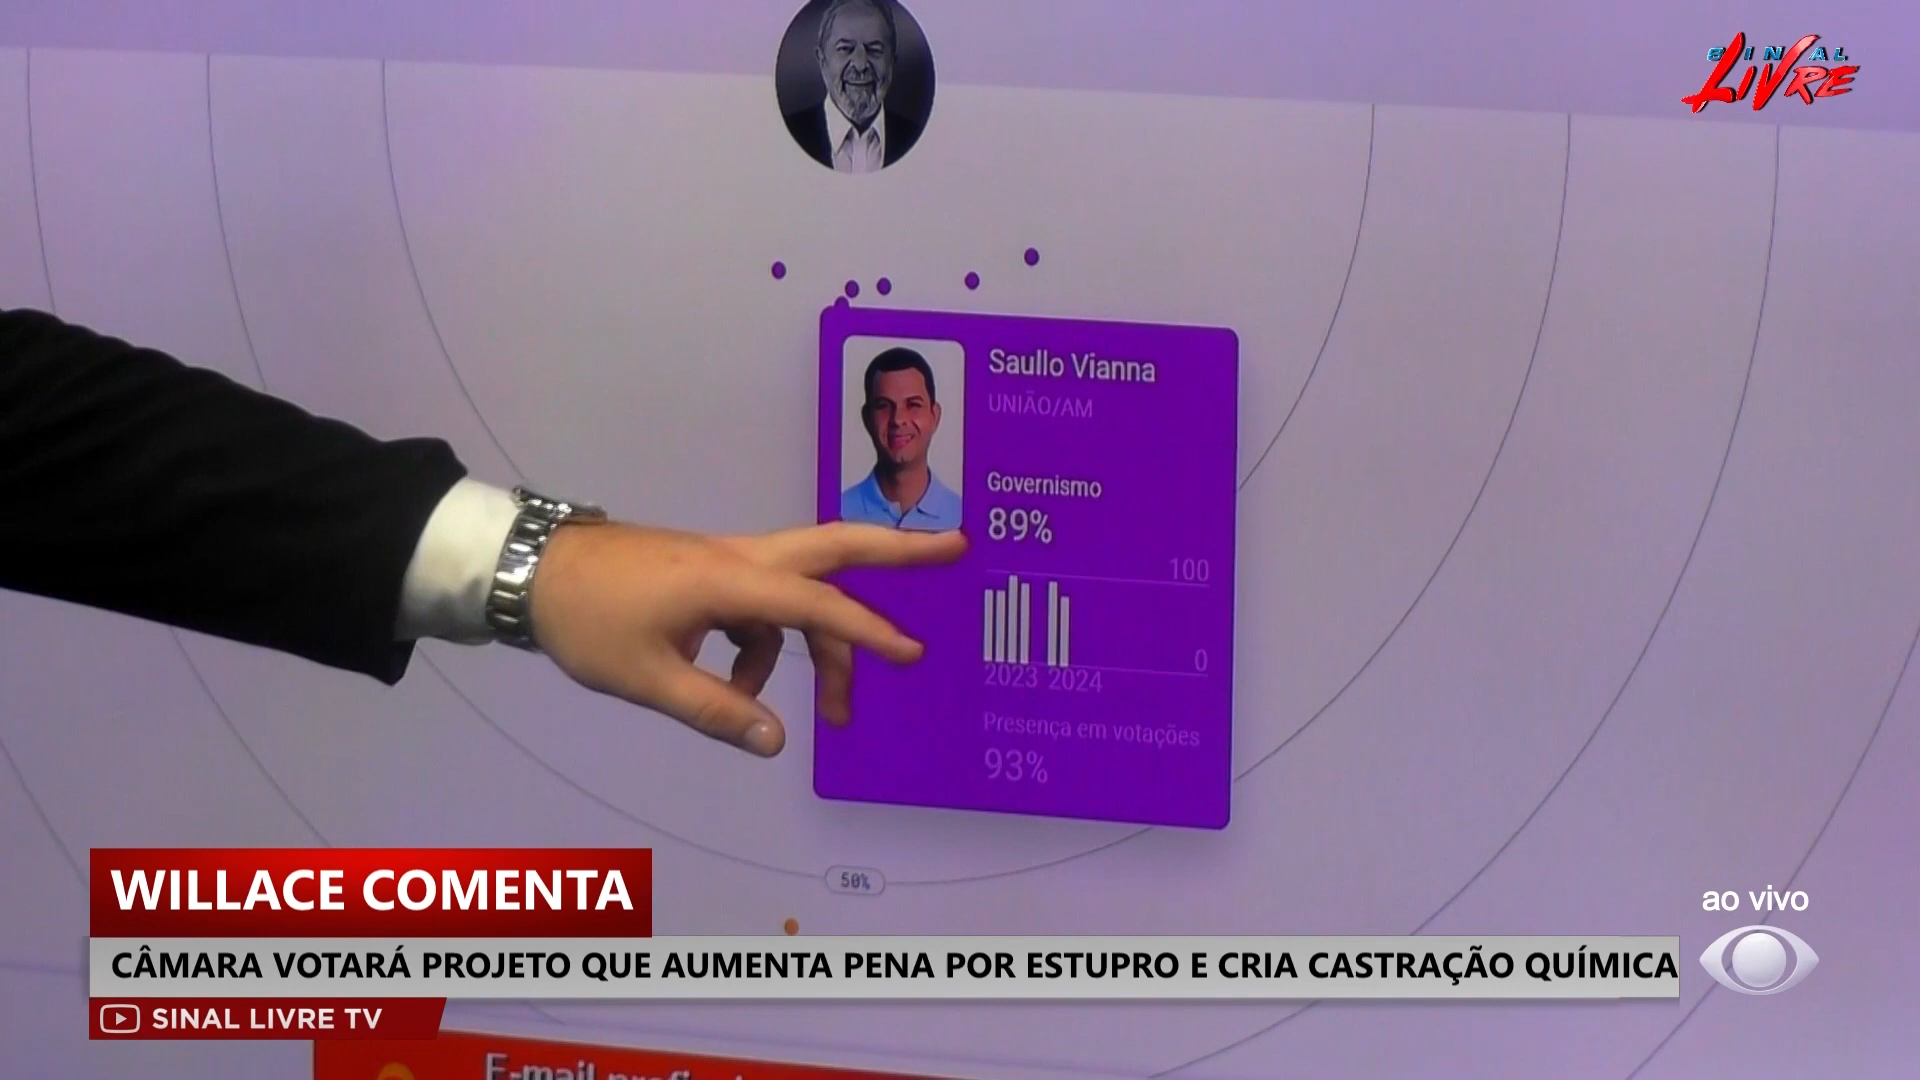 SINAL
LIVRE
Saullo Vianna
UNIÃO/AM
Governismo
89%
100
0
2023 2024
Presença em votações
93%
50%
WILLACE COMENTA
CÂMARA VOTARÁ PROJETO QUE AUMENTA PENA POR ESTUPRO E CRIA CASTRAÇÃO QUÍMICA
SINAL LIVRE TV
ao vivo
E-mail